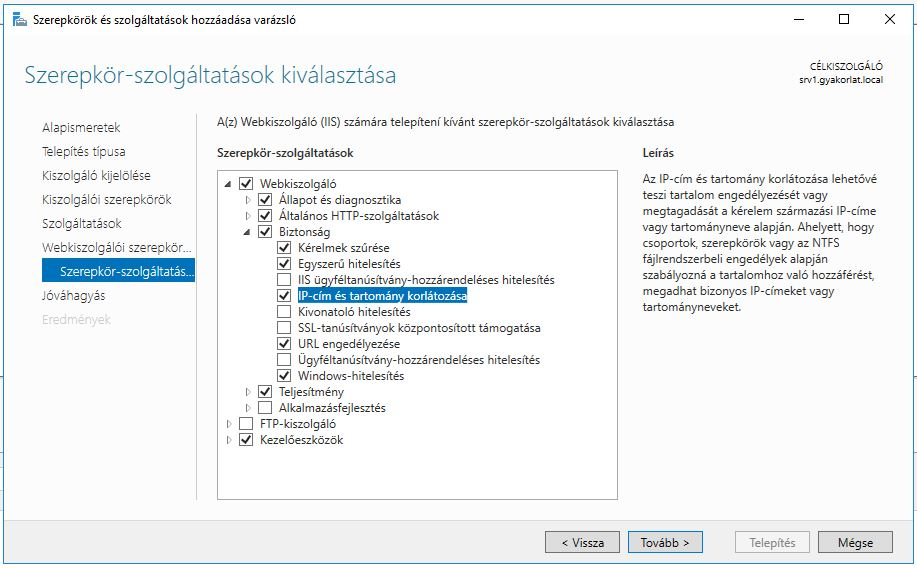 Szerepkörök és szolgáltatások hozzáadása varázsló
Szerepkör-szolgáltatások kiválasztása
CÉLKISZOLGÁLÓ
srv1.gyakorlat.local
Alapismeretek
Telepítés típusa
Kiszolgáló kijelölése
Kiszolgálói szerepkörök
Szolgáltatások
Webkiszolgálói szerepkör...
Szerepkör-szolgáltatás...
Jóváhagyás
Eredmények
A(z) Webkiszolgáló (IIS) számára telepítení kívánt szerepkör-szolgáltatások kiválasztása
Szerepkör-szolgáltatások
Webkiszolgáló
Állapot és diagnosztika
Általános HTTP-szolgáltatások
Biztonság
Kérelmek szűrése
Egyszerű hitelesítés
IIS ügyféltanúsítvány-hozzárendeléses hitelesítés
IP-cím és tartomány korlátozása
Kivonatoló hitelesítés
SSL-tanúsítványok központosított támogatása
URL engedélyezése
Ügyféltanúsítvány-hozzárendeléses hitelesítés
Windows-hitelesítés
Teljesítmény
Alkalmazásfejlesztés
FTP-kiszolgáló
Kezelőeszközök
Leírás
Az IP-cím és tartomány korlátozása lehetővé
teszi tartalom engedélyezését vagy
megtagadását a kérelem származási IP-címe
vagy tartományneve alapján. Ahelyett, hogy
csoportok, szerepkörök vagy az NTFS
fájlrendszerbeli engedélyek alapján
szabályozná a tartalomhoz való hozzáférést,
megadhat bizonyos IP-címeket vagy
tartományneveket.
< Vissza
Tovább >
Telepítés
Mégse